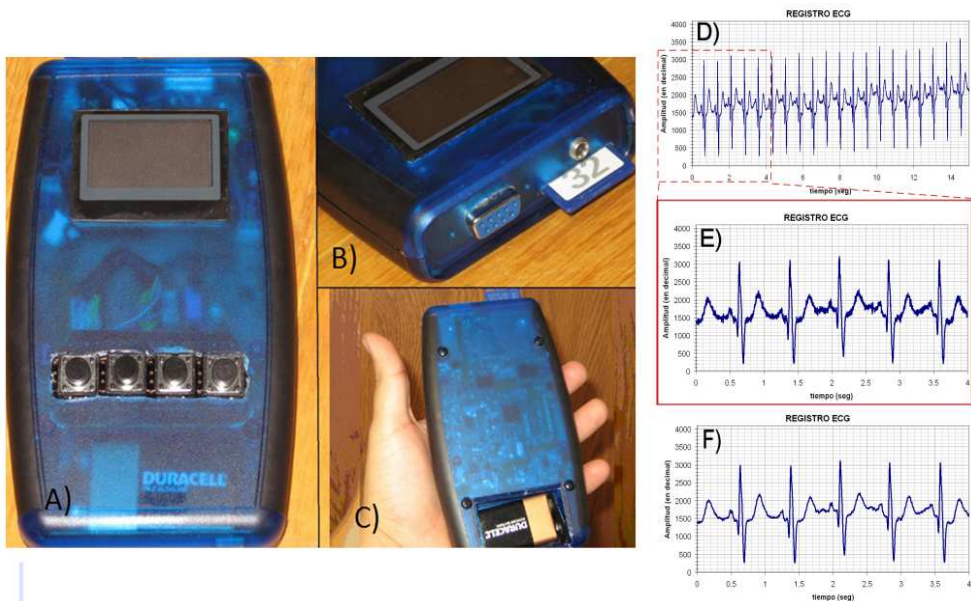 A)
DURACELL
B)
32
C)
DURACELL
D)
REGISTRO ECG
Amplitud (en decimal)
4000
3500
3000
2500
2000
1500
1000
500
0
0 2 4 6 8 10 12 14
tiempo (seg)
E)
REGISTRO ECG
Amplitud (en decimal)
4000
3500
3000
2500
2000
1500
1000
500
0
0 0.5 1 1.5 2 2.5 3 3.5 4
tiempo (seg)
F)
REGISTRO ECG
Amplitud (en decimal)
4000
3500
3000
2500
2000
1500
1000
500
0
0 0.5 1 1.5 2 2.5 3 3.5 4
tiempo (seg)